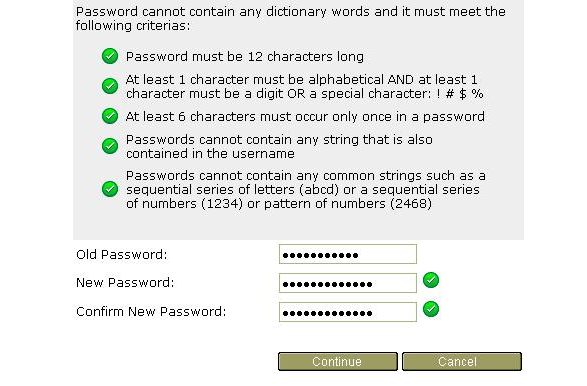 Password cannot contain any dictionary words and it must meet the
following criterias:
Password must be 12 characters long
At least 1 character must be alphabetical AND at least 1
character must be a digit OR a special character: ! # $ %
At least 6 characters must occur only once in a password
Passwords cannot contain any string that is also
contained in the username
Passwords cannot contain any common strings such as a
sequential series of letters (abcd) or a sequential series
of numbers (1234) or pattern of numbers (2468)
Old Password:
New Password:
Confirm New Password:
Continue Cancel